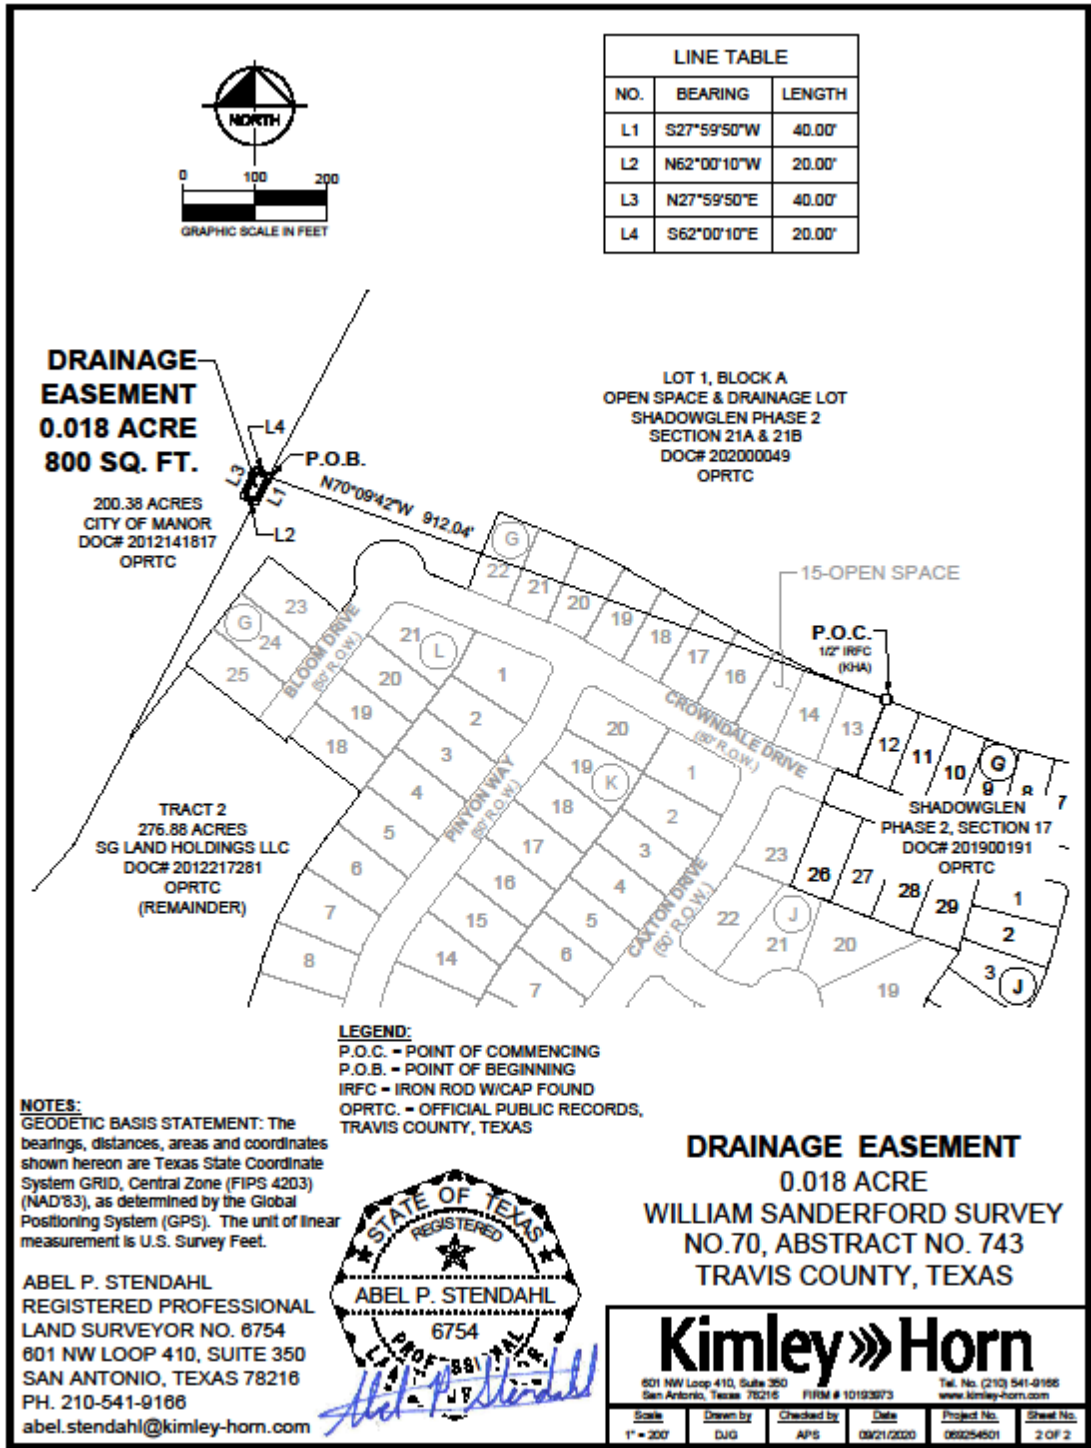 LINE TABLE
NO. BEARING LENGTH
L1 S27°59'50"W 40.00'
L2 N62°00'10"W 20.00'
L3 N27°59'50"E 40.00'
L4 S62°00'10"E 20.00'
NORTH
0 100 200
GRAPHIC SCALE IN FEET
DRAINAGE
EASEMENT
0.018 ACRE
800 SQ. FT.
200.38 ACRES
CITY OF MANOR
DOC# 2012141817
OPRTC
L4
P.O.B.
L3
L1
L2
N70°09'42"W 912.04'
LOT 1, BLOCK A
OPEN SPACE & DRAINAGE LOT
SHADOWGLEN PHASE 2
SECTION 21A & 21B
DOC# 202000049
OPRTC
15-OPEN SPACE
P.O.C.
1/2" IRFC
(KHA)
G
22
21
20
19
18
17
16
14
13
12
11
10
9
8
7
G
CROWNDALE DRIVE
(50' R.O.W.)
G
23
24
25
BLOOM DRIVE
(50' R.O.W.)
21
L
20
19
18
1
2
3
4
5
6
7
8
PINYON WAY
(50' R.O.W.)
20
19
K
18
17
16
15
14
1
2
3
4
5
6
7
CAXTON DRIVE
(50' R.O.W.)
23
22
J
21
20
19
26
27
28
29
1
2
3
J
SHADOWGLEN
PHASE 2, SECTION 17
DOC# 201900191
OPRTC
TRACT 2
276.88 ACRES
SG LAND HOLDINGS LLC
DOC# 2012217281
OPRTC
(REMAINDER)
LEGEND:
P.O.C. = POINT OF COMMENCING
P.O.B. = POINT OF BEGINNING
IRFC = IRON ROD W/CAP FOUND
OPRTC. = OFFICIAL PUBLIC RECORDS,
TRAVIS COUNTY, TEXAS
NOTES:
GEODETIC BASIS STATEMENT: The
bearings, distances, areas and coordinates
shown hereon are Texas State Coordinate
System GRID, Central Zone (FIPS 4203)
(NAD'83), as determined by the Global
Positioning System (GPS). The unit of linear
measurement is U.S. Survey Feet.
ABEL P. STENDAHL
REGISTERED PROFESSIONAL
LAND SURVEYOR NO. 6754
601 NW LOOP 410, SUITE 350
SAN ANTONIO, TEXAS 78216
PH. 210-541-9166
abel.stendahl@kimley-horn.com
STATE OF TEXAS
REGISTERED
ABEL P. STENDAHL
6754
PROFESSIONAL
Abel P Stendahl
DRAINAGE EASEMENT
0.018 ACRE
WILLIAM SANDERFORD SURVEY
NO.70, ABSTRACT NO. 743
TRAVIS COUNTY, TEXAS
Kimley»Horn
601 NW Loop 410, Suite 350
San Antonio, Texas 78216 FIRM # 10193973
Tel. No. (210) 541-9166
www.kimley-horn.com
Scale Drawn by Checked by Date Project No. Sheet No.
1" = 200' DJG APS 09/21/2020 069254501 2 OF 2